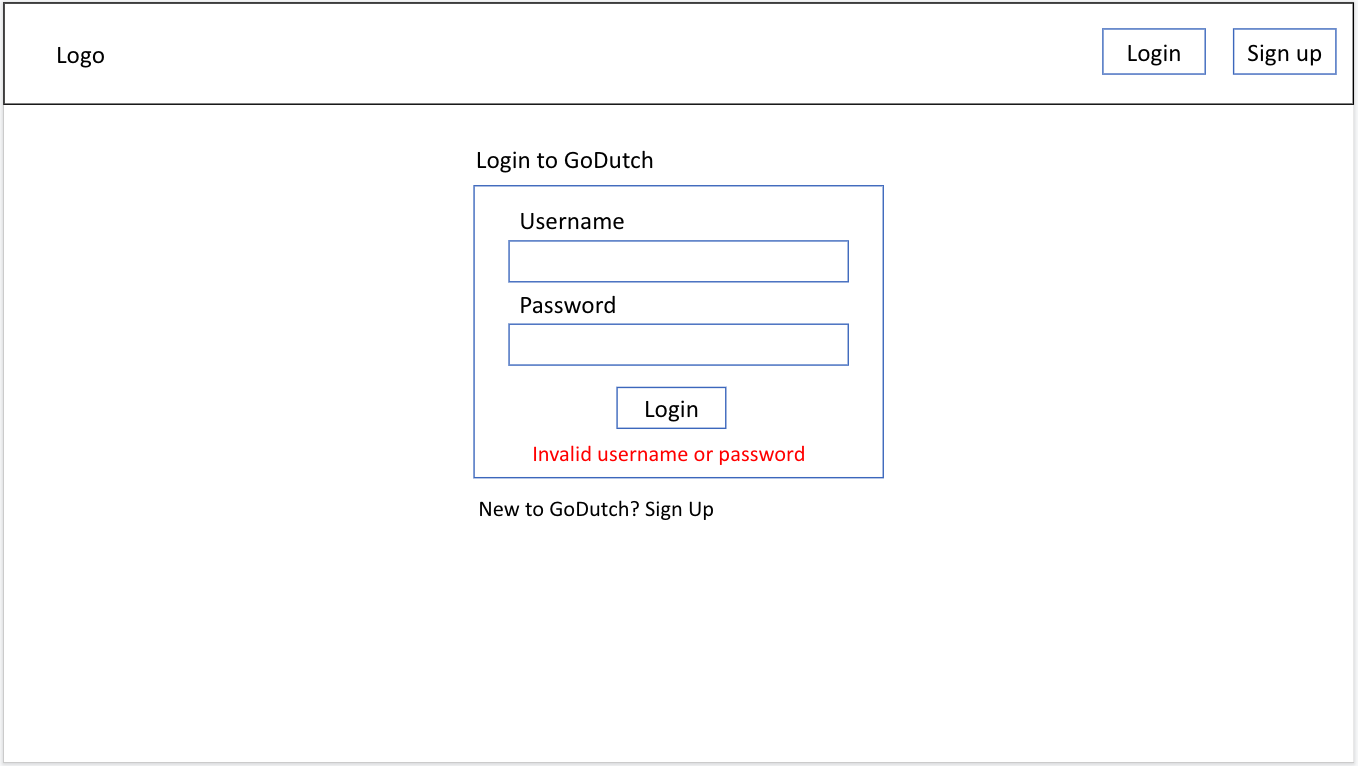 Logo
Login
Sign up
Login to GoDutch
Username
Password
Login
Invalid username or password
New to GoDutch? Sign Up